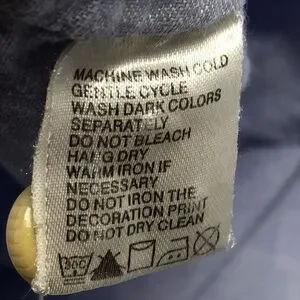 MACHINE WASH COLD
GENTLE CYCLE
WASH DARK COLORS
SEPARATELY
DO NOT BLEACH
HANG DRY
WARM IRON IF
NECESSARY
DO NOT IRON THE
DECORATION PRINT
DO NOT DRY CLEAN